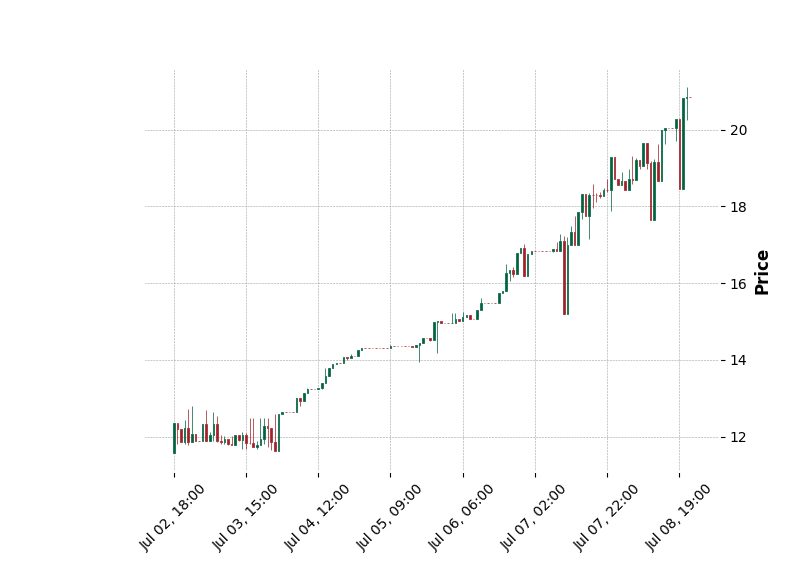 20
18
16
14
12
Price
Jul 02, 18:00
Jul 03, 15:00
Jul 04, 12:00
Jul 05, 09:00
Jul 06, 06:00
Jul 07, 02:00
Jul 07, 22:00
Jul 08, 19:00